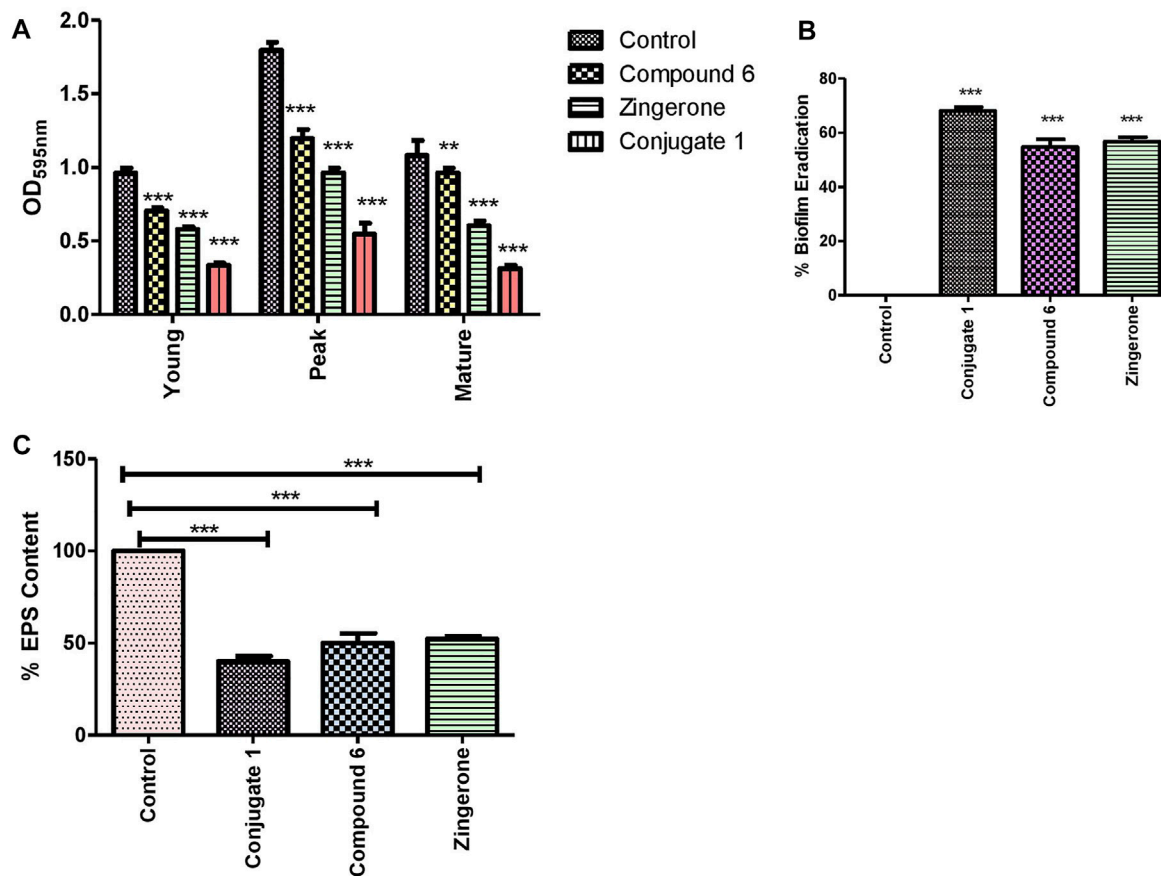 A
OD595nm
2.0
1.5
1.0
0.5
0.0
*** *** ***
*** *** ***
** *** ***
Young
Peak
Mature
Control
Compound 6
Zingerone
Conjugate 1
B
% Biofilm Eradication
80
60
40
20
0
*** *** ***
Control
Conjugate 1
Compound 6
Zingerone
C
% EPS Content
150
100
50
0
***
***
***
Control
Conjugate 1
Compound 6
Zingerone